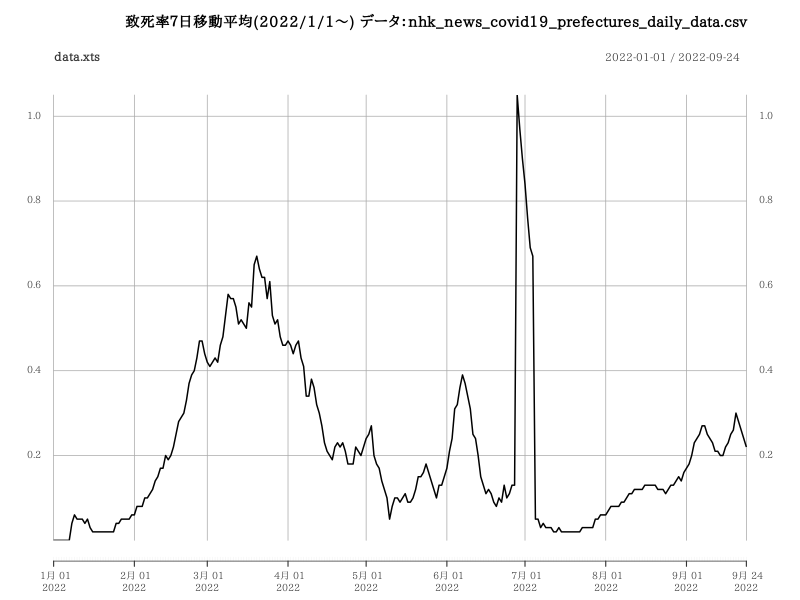 致死率7日移動平均(2022/1/1〜) データ:nhk_news_covid19_prefectures_daily_data.csv
data.xts 2022-01-01 / 2022-09-24
1.0 1.0
0.8 0.8
0.6 0.6
0.4 0.4
0.2 0.2
1月 01 2月 01 3月 01 4月 01 5月 01 6月 01 7月 01 8月 01 9月 01 9月 24
2022 2022 2022 2022 2022 2022 2022 2022 2022 2022